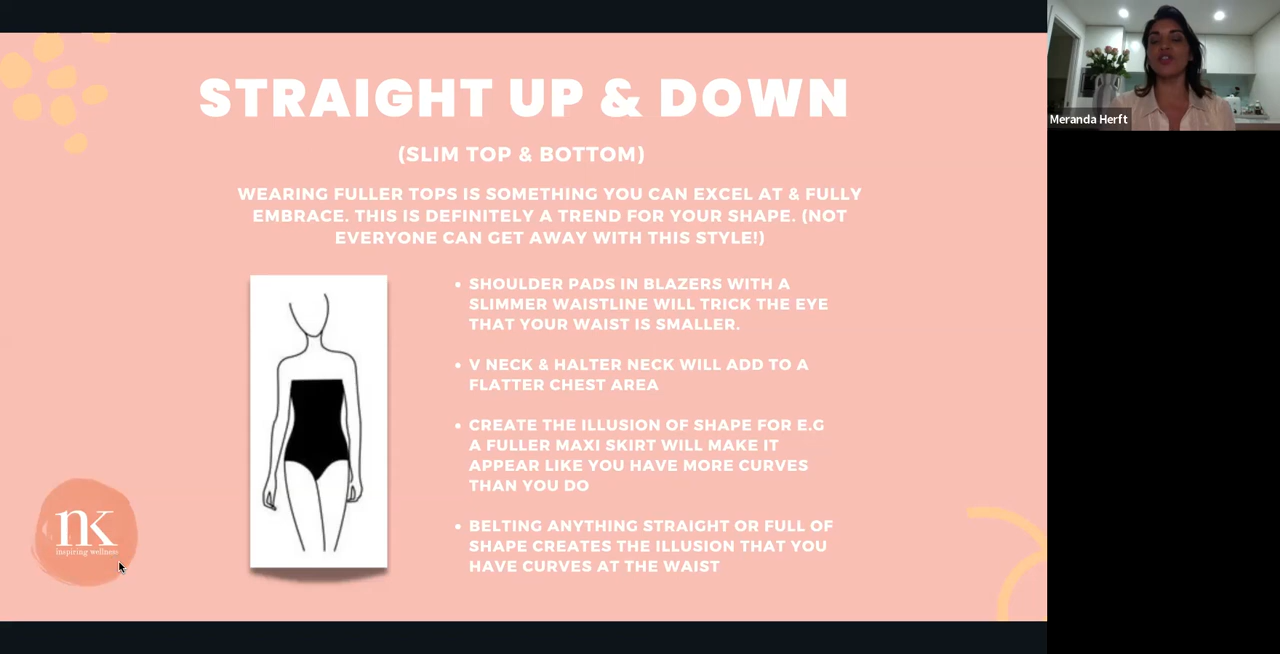 STRAIGHT UP & DOWN
(SLIM TOP & BOTTOM)
WEARING FULLER TOPS IS SOMETHING YOU CAN EXCEL AT & FULLY
EMBRACE. THIS IS DEFINITELY A TREND FOR YOUR SHAPE. (NOT
EVERYONE CAN GET AWAY WITH THIS STYLE!)
• SHOULDER PADS IN BLAZERS WITH A
SLIMMER WAISTLINE WILL TRICK THE EYE
THAT YOUR WAIST IS SMALLER.
• V NECK & HALTER NECK WILL ADD TO A
FLATTER CHEST AREA
• CREATE THE ILLUSION OF SHAPE FOR E.G
A FULLER MAXI SKIRT WILL MAKE IT
APPEAR LIKE YOU HAVE MORE CURVES
THAN YOU DO
• BELTING ANYTHING STRAIGHT OR FULL OF
SHAPE CREATES THE ILLUSION THAT YOU
HAVE CURVES AT THE WAIST
nk
inspiring wellness
Meranda Herft